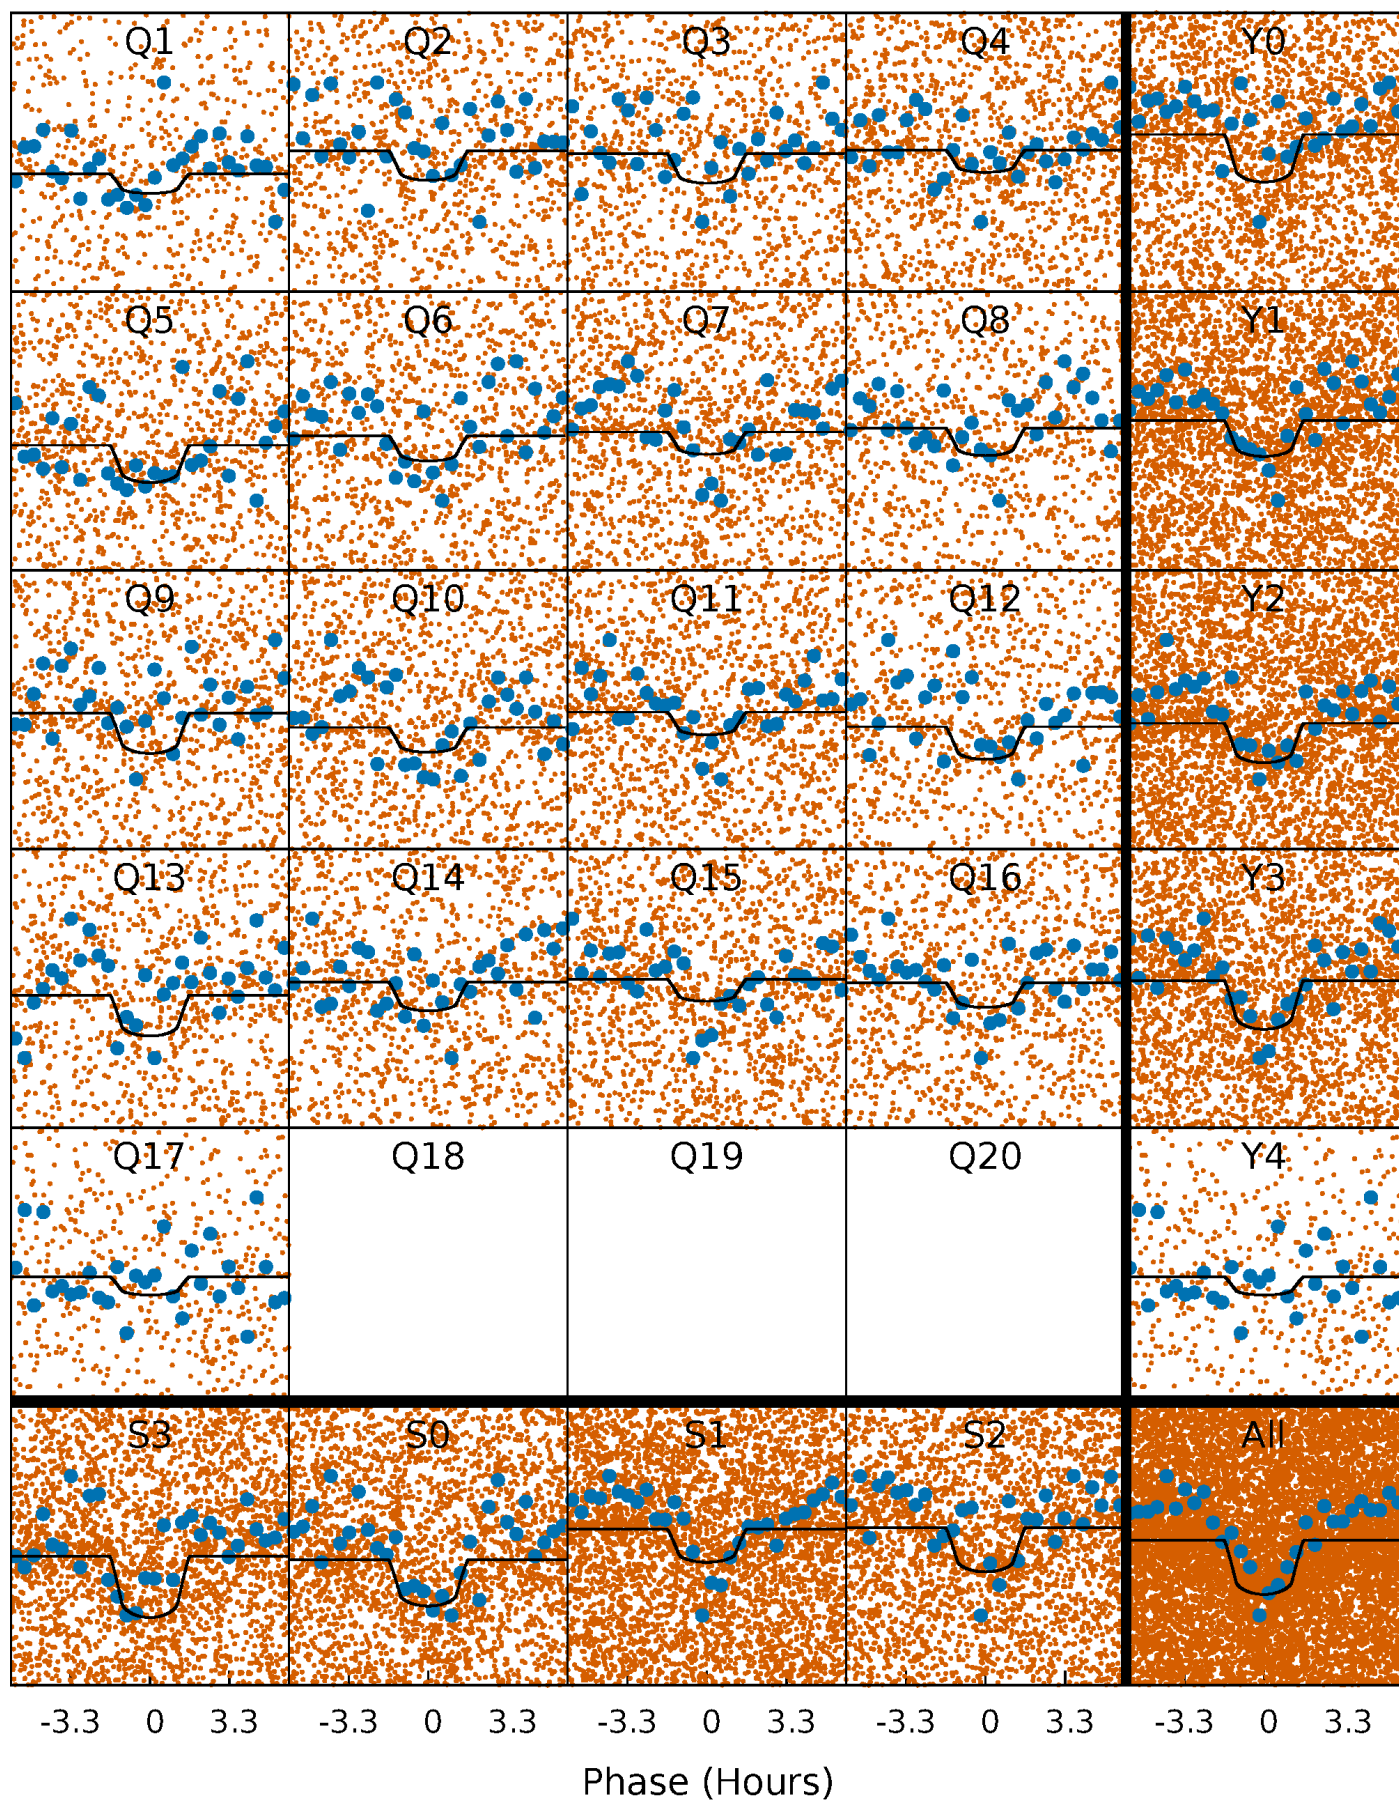 Q1 Q2 Q3 Q4 Y0
Q5 Q6 Q7 Q8 Y1
Q9 Q10 Q11 Q12 Y2
Q13 Q14 Q15 Q16 Y3
Q17 Q18 Q19 Q20 Y4
S3 S0 S1 S2 All
-3.3 0 3.3 -3.3 0 3.3 -3.3 0 3.3 -3.3 0 3.3 -3.3 0 3.3
Phase (Hours)